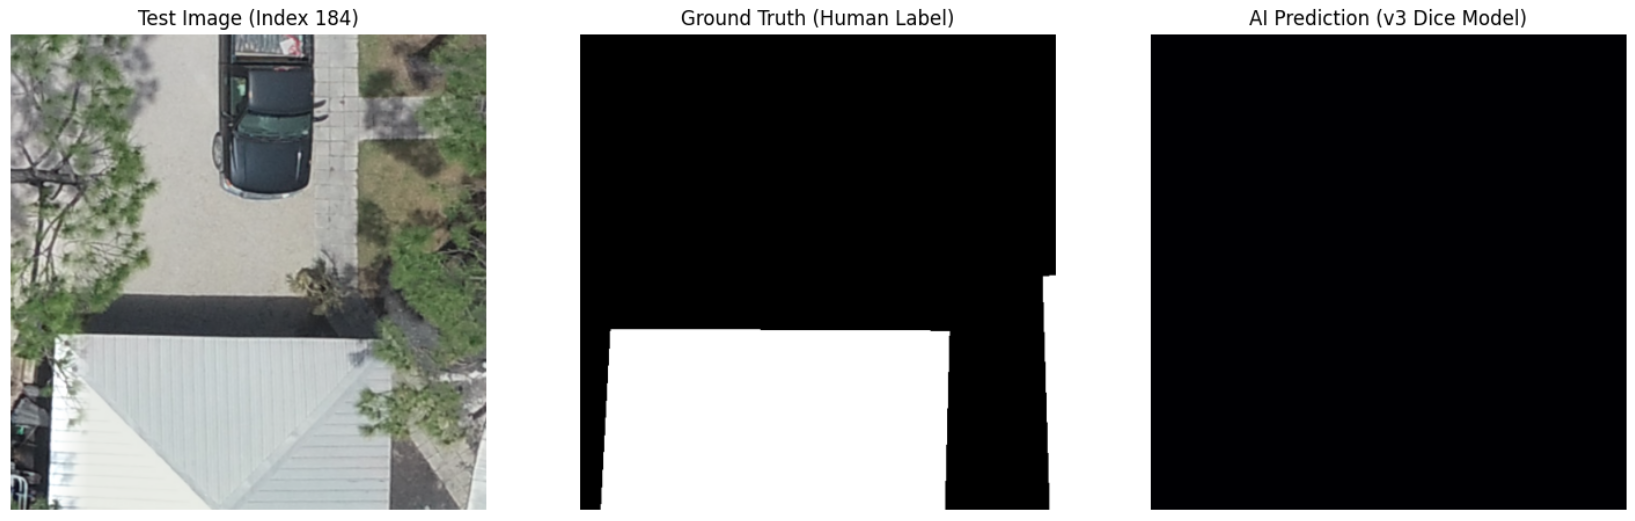 Test Image (Index 184)
Ground Truth (Human Label)
AI Prediction (v3 Dice Model)